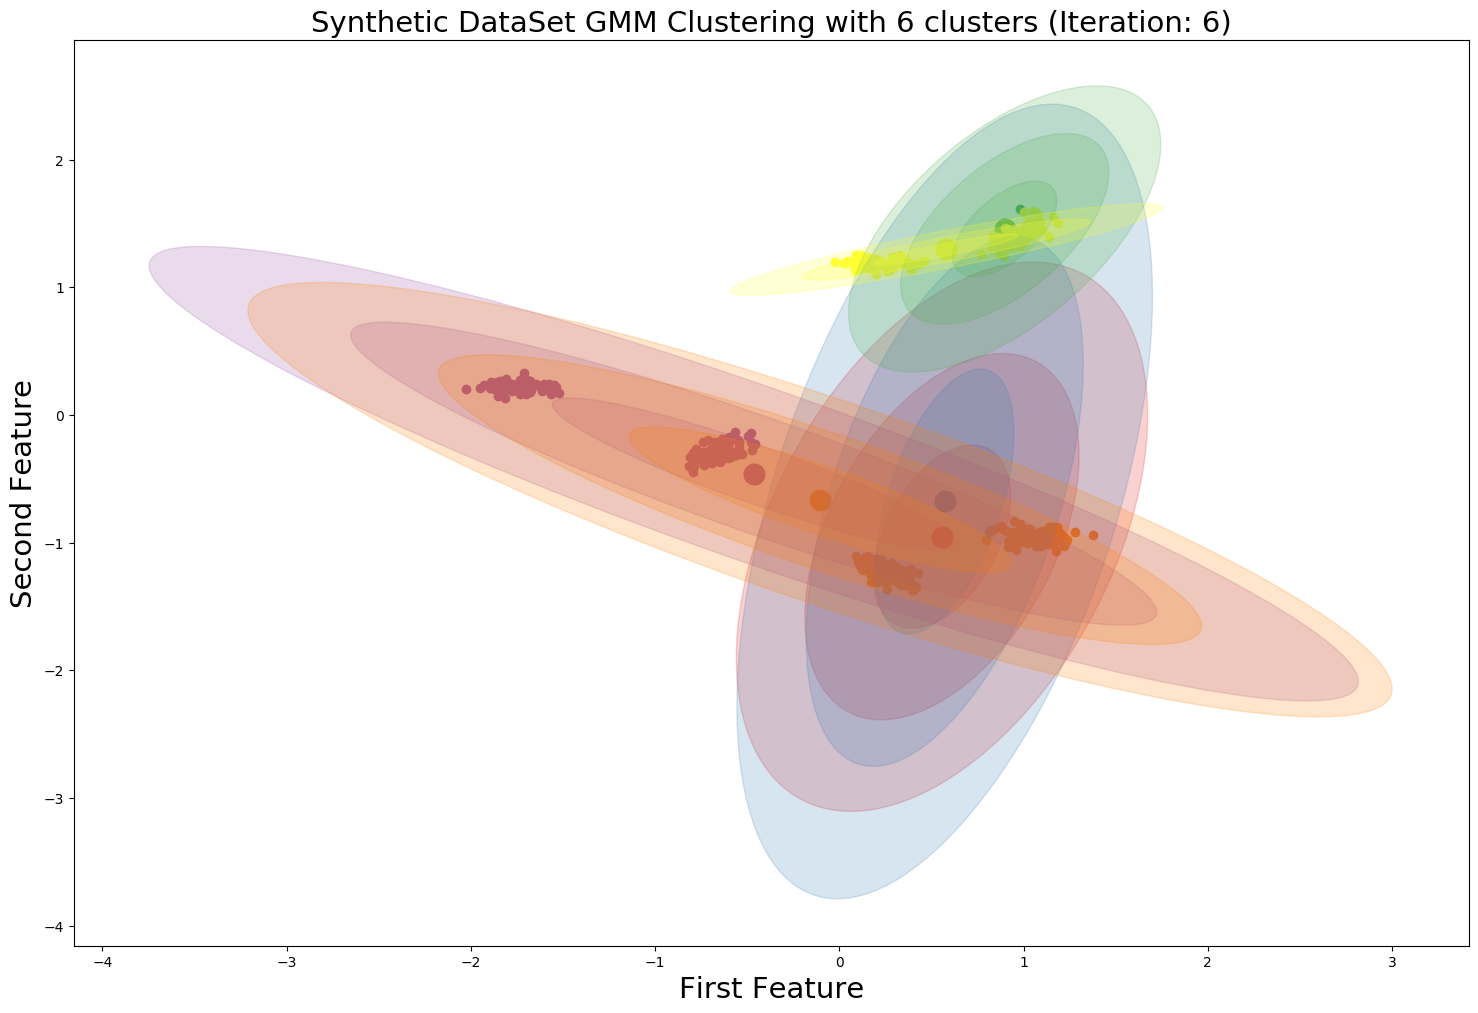 Synthetic DataSet GMM Clustering with 6 clusters (Iteration: 6)
Second Feature
2
1
0
−1
−2
−3
−4
−4 −3 −2 −1 0 1 2 3
First Feature